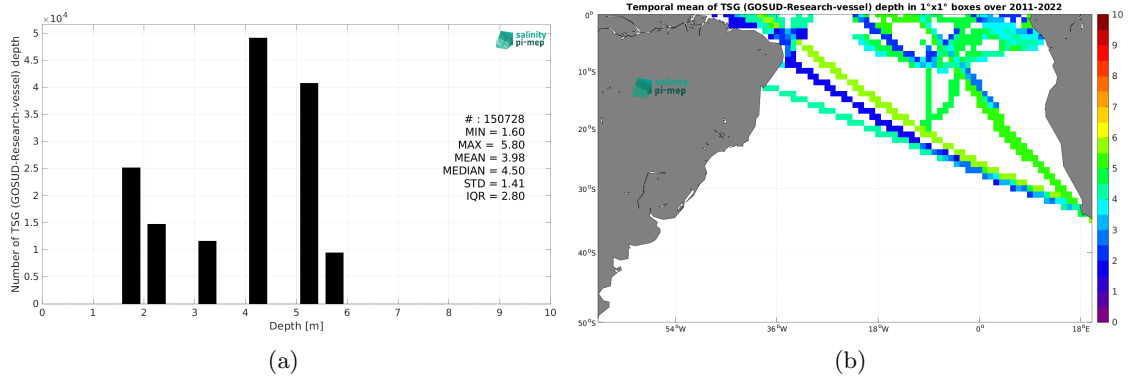 ×10⁴
5
4.5
4
3.5
3
2.5
2
1.5
1
0.5
0
Number of TSG (GOSUD-Research-vessel) depth
salinity
pi-mep
# : 150728
MIN = 1.60
MAX = 5.80
MEAN = 3.98
MEDIAN = 4.50
STD = 1.41
IQR = 2.80
0 1 2 3 4 5 6 7 8 9 10
Depth [m]
(a)
Temporal mean of TSG (GOSUD-Research-vessel) depth in 1°x1° boxes over 2011-2022
0°
10°S
20°S
30°S
40°S
50°S
salinity
pi-mep
54°W 36°W 18°W 0° 18°E
10
9
8
7
6
5
4
3
2
1
0
(b)